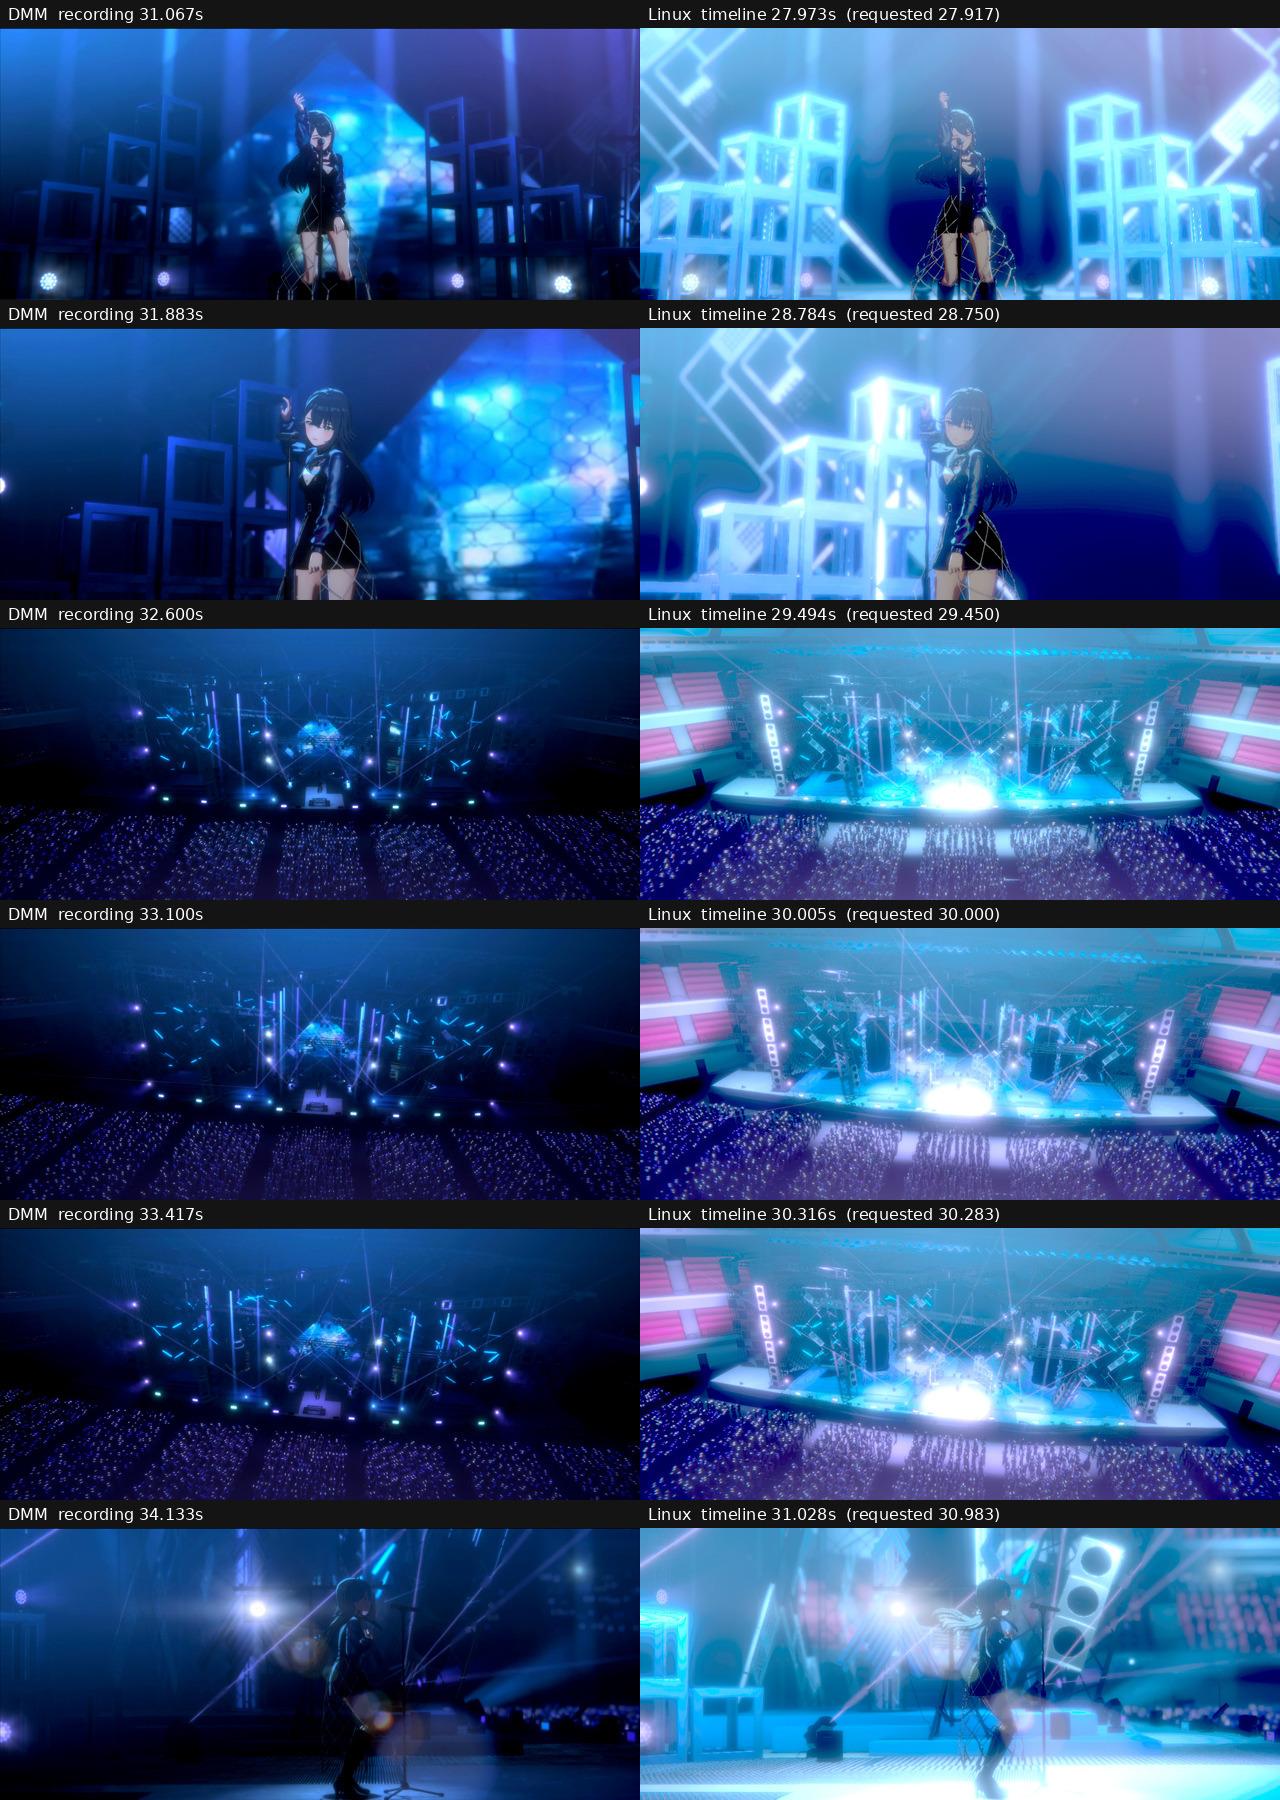 DMM  recording 31.067s
Linux  timeline 27.973s  (requested 27.917)
DMM  recording 31.883s
Linux  timeline 28.784s  (requested 28.750)
DMM  recording 32.600s
Linux  timeline 29.494s  (requested 29.450)
DMM  recording 33.100s
Linux  timeline 30.005s  (requested 30.000)
DMM  recording 33.417s
Linux  timeline 30.316s  (requested 30.283)
DMM  recording 34.133s
Linux  timeline 31.028s  (requested 30.983)